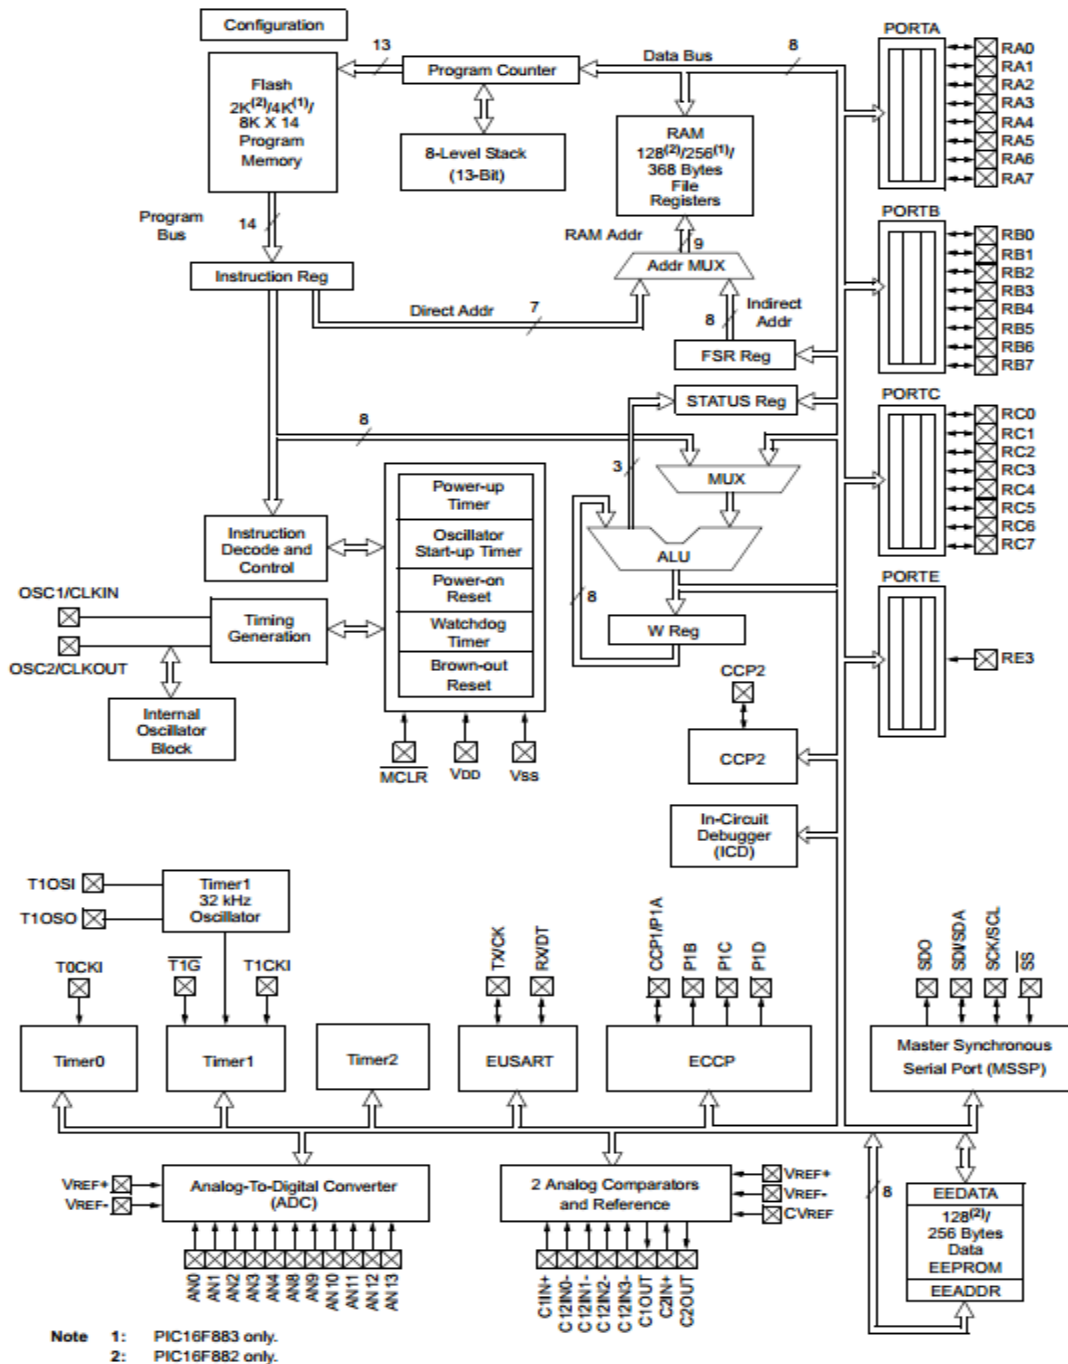 Configuration
Flash
2K(2)/4K(1)/
8K X 14
Program
Memory
13
Program Counter
Data Bus
8
8-Level Stack
(13-Bit)
RAM
128(2)/256(1)/
368 Bytes
File
Registers
Program
Bus
14
RAM Addr
9
Addr MUX
Instruction Reg
Direct Addr
7
8
Indirect
Addr
FSR Reg
STATUS Reg
8
3
MUX
ALU
8
W Reg
Power-up
Timer
Oscillator
Start-up Timer
Power-on
Reset
Watchdog
Timer
Brown-out
Reset
Instruction
Decode and
Control
OSC1/CLKIN
OSC2/CLKOUT
Timing
Generation
Internal
Oscillator
Block
MCLR
VDD
VSS
CCP2
CCP2
In-Circuit
Debugger
(ICD)
PORTA
RA0
RA1
RA2
RA3
RA4
RA5
RA6
RA7
PORTB
RB0
RB1
RB2
RB3
RB4
RB5
RB6
RB7
PORTC
RC0
RC1
RC2
RC3
RC4
RC5
RC6
RC7
PORTE
RE3
T1OSI
T1OSO
Timer1
32 kHz
Oscillator
T0CKI
T1G
T1CKI
TX/CK
RX/DT
CCP1/P1A
P1B
P1C
P1D
SDO
SDI/SDA
SCK/SCL
SS
Timer0
Timer1
Timer2
EUSART
ECCP
Master Synchronous
Serial Port (MSSP)
VREF+
VREF-
Analog-To-Digital Converter
(ADC)
AN0
AN1
AN2
AN3
AN4
AN8
AN9
AN10
AN11
AN12
AN13
2 Analog Comparators
and Reference
VREF+
VREF-
CVREF
C1IN+
C12IN0-
C12IN1-
C12IN2-
C12IN3-
C1OUT
C2IN+
C2OUT
8
EEDATA
128(2)/
256 Bytes
Data
EEPROM
EEADDR
Note 1: PIC16F883 only.
2: PIC16F882 only.